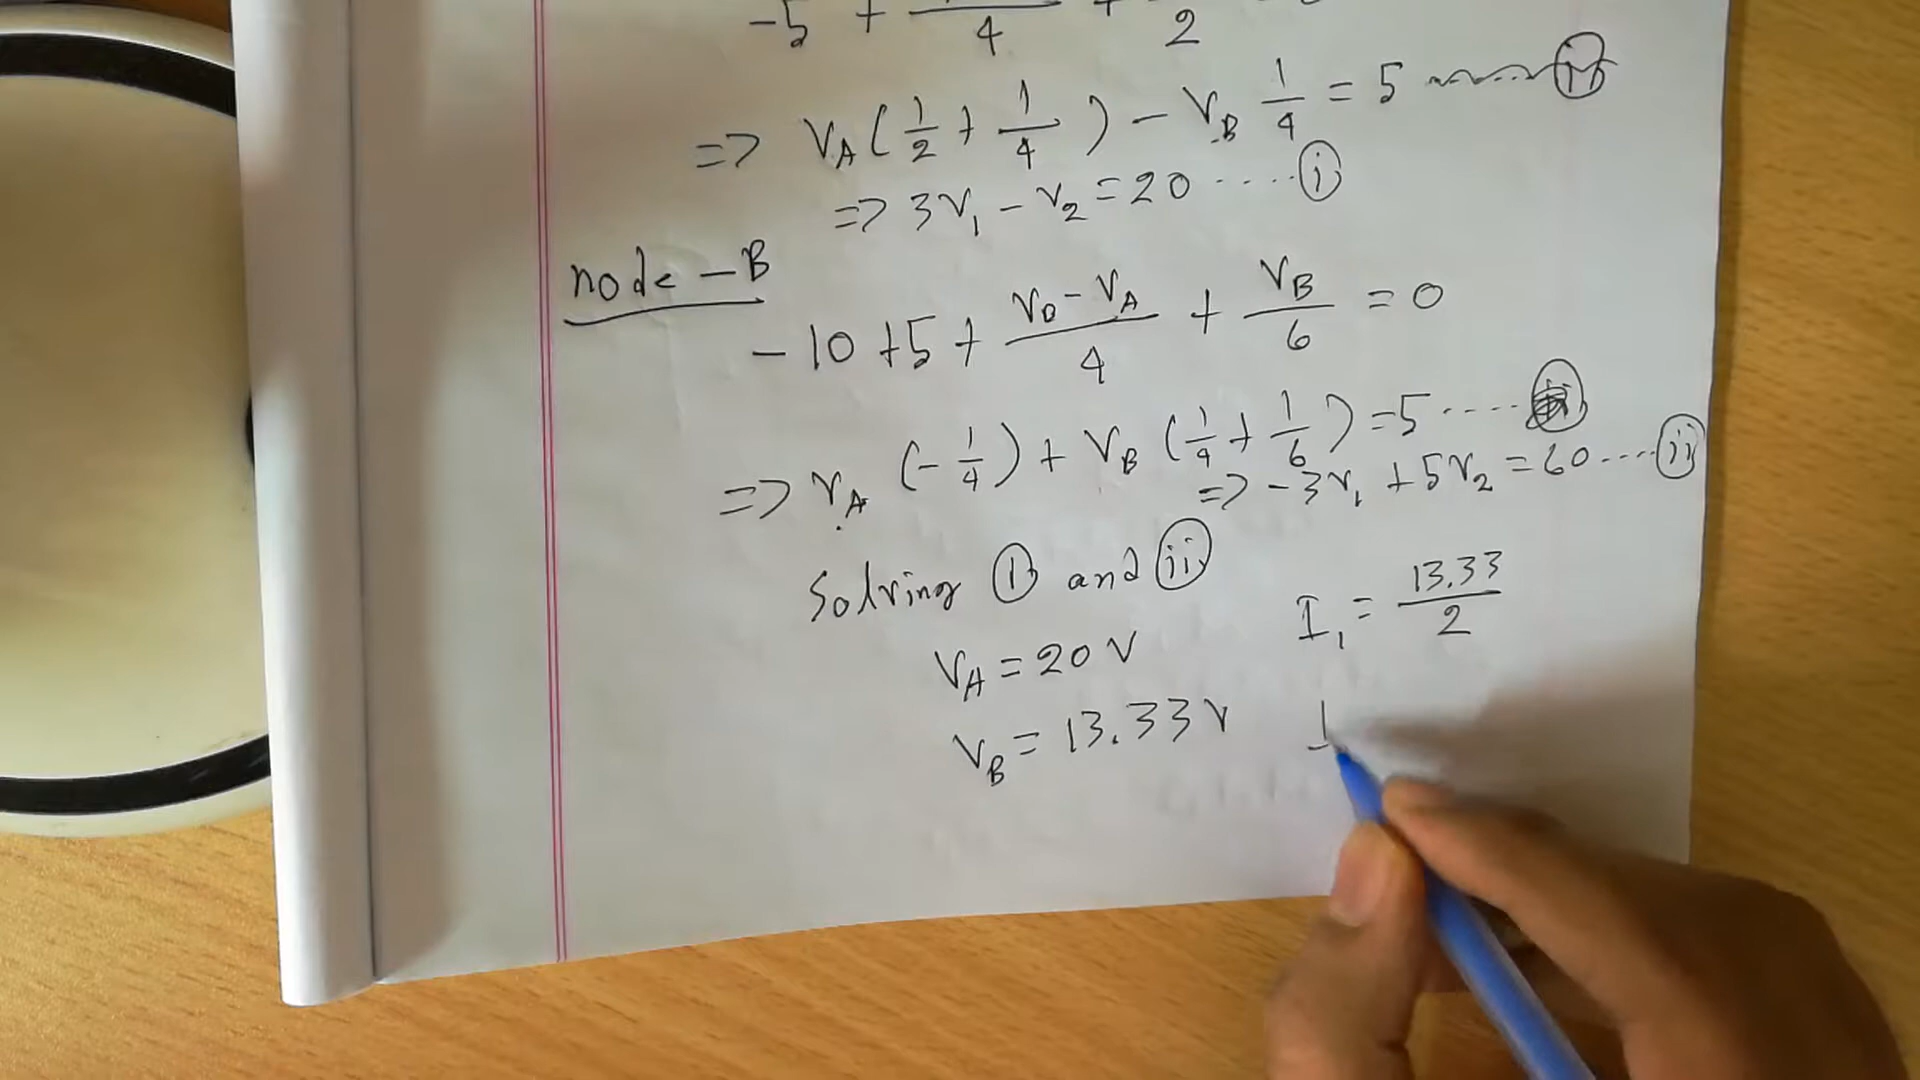 -5 + / 4 + / 2
=> VA (1/2 + 1/4) - VB 1/4 = 5
=> 3V1 - V2 = 20 ---- (i)
node - B
-10 + 5 + (VB - VA)/4 + VB/6 = 0
=> VA (-1/4) + VB (1/4 + 1/6) = 5 ----
=> -3V1 + 5V2 = 60 ---- (ii)
Solving (i) and (ii)
VA = 20 V
VB = 13.33 V
I1 = 13.33/2
I